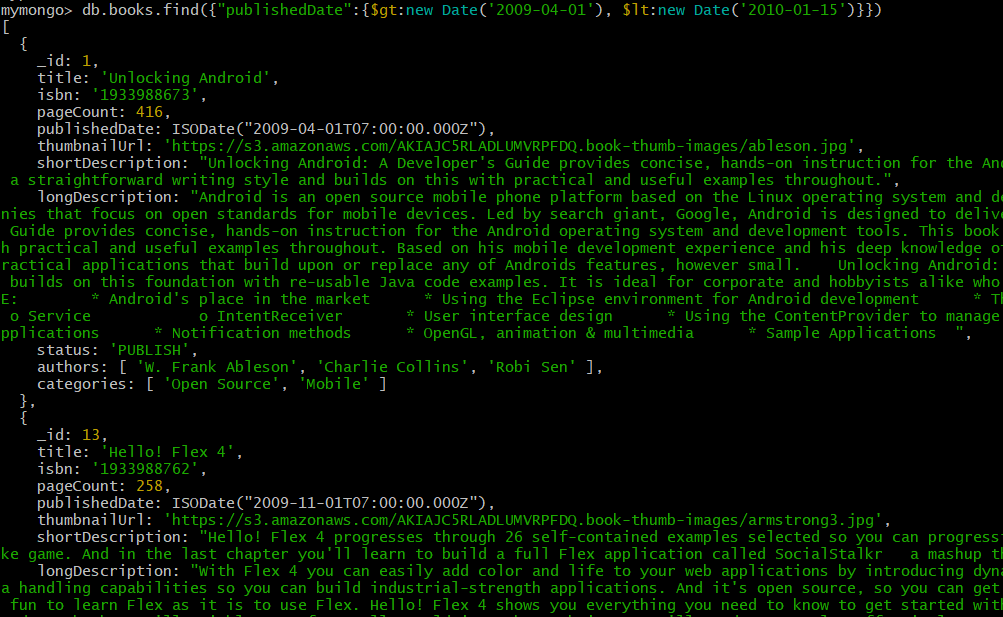 mymongo> db.books.find({"publishedDate":{$gt:new Date('2009-04-01'), $lt:new Date('2010-01-15')}})
[
  {
    _id: 1,
    title: 'Unlocking Android',
    isbn: '1933988673',
    pageCount: 416,
    publishedDate: ISODate("2009-04-01T07:00:00.000Z"),
    thumbnailUrl: 'https://s3.amazonaws.com/AKIAJC5RLADLUMVRPFDQ.book-thumb-images/ableson.jpg',
    shortDescription: "Unlocking Android: A Developer's Guide provides concise, hands-on instruction for the An
 a straightforward writing style and builds on this with practical and useful examples throughout.",
    longDescription: "Android is an open source mobile phone platform based on the Linux operating system and de
nies that focus on open standards for mobile devices. Led by search giant, Google, Android is designed to delive
 Guide provides concise, hands-on instruction for the Android operating system and development tools. This book
h practical and useful examples throughout. Based on his mobile development experience and his deep knowledge o
ractical applications that build upon or replace any of Androids features, however small.    Unlocking Android:
 builds on this foundation with re-usable Java code examples. It is ideal for corporate and hobbyists alike who
E:        * Android's place in the market      * Using the Eclipse environment for Android development      * T
 o Service            o IntentReceiver       * User interface design      * Using the ContentProvider to manage
pplications      * Notification methods      * OpenGL, animation & multimedia      * Sample Applications  ",
    status: 'PUBLISH',
    authors: [ 'W. Frank Ableson', 'Charlie Collins', 'Robi Sen' ],
    categories: [ 'Open Source', 'Mobile' ]
  },
  {
    _id: 13,
    title: 'Hello! Flex 4',
    isbn: '1933988762',
    pageCount: 258,
    publishedDate: ISODate("2009-11-01T07:00:00.000Z"),
    thumbnailUrl: 'https://s3.amazonaws.com/AKIAJC5RLADLUMVRPFDQ.book-thumb-images/armstrong3.jpg',
    shortDescription: "Hello! Flex 4 progresses through 26 self-contained examples selected so you can progressi
ke game. And in the last chapter you'll learn to build a full Flex application called SocialStalkr   a mashup th
    longDescription: "With Flex 4 you can easily add color and life to your web applications by introducing dyna
a handling capabilities so you can build industrial-strength applications. And it's open source, so you can get
 fun to learn Flex as it is to use Flex. Hello! Flex 4 shows you everything you need to know to get started with